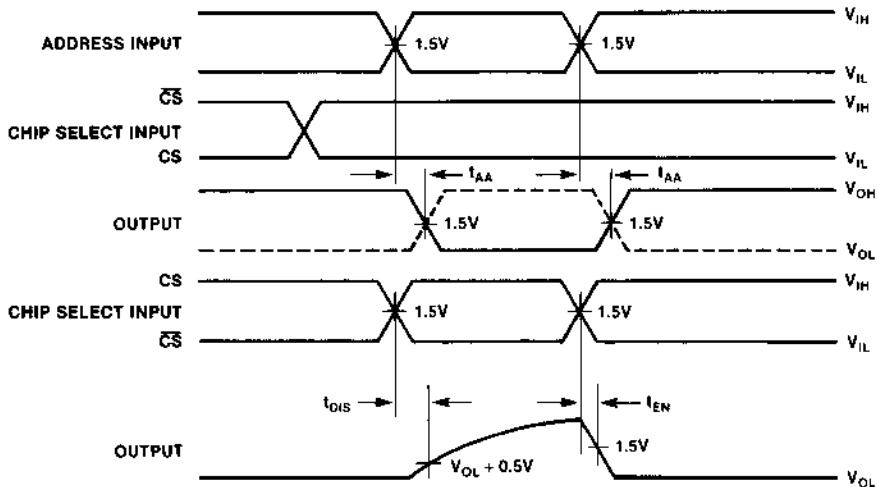 V_IH
ADDRESS INPUT 1.5V 1.5V
V_IL
C̅S̅ V_IH
CHIP SELECT INPUT
CS V_IL
t_AA t_AA
V_OH
OUTPUT 1.5V 1.5V
V_OL
CS V_IH
CHIP SELECT INPUT 1.5V 1.5V
C̅S̅ V_IL
t_DIS t_EN
OUTPUT 1.5V
V_OL + 0.5V
V_OL